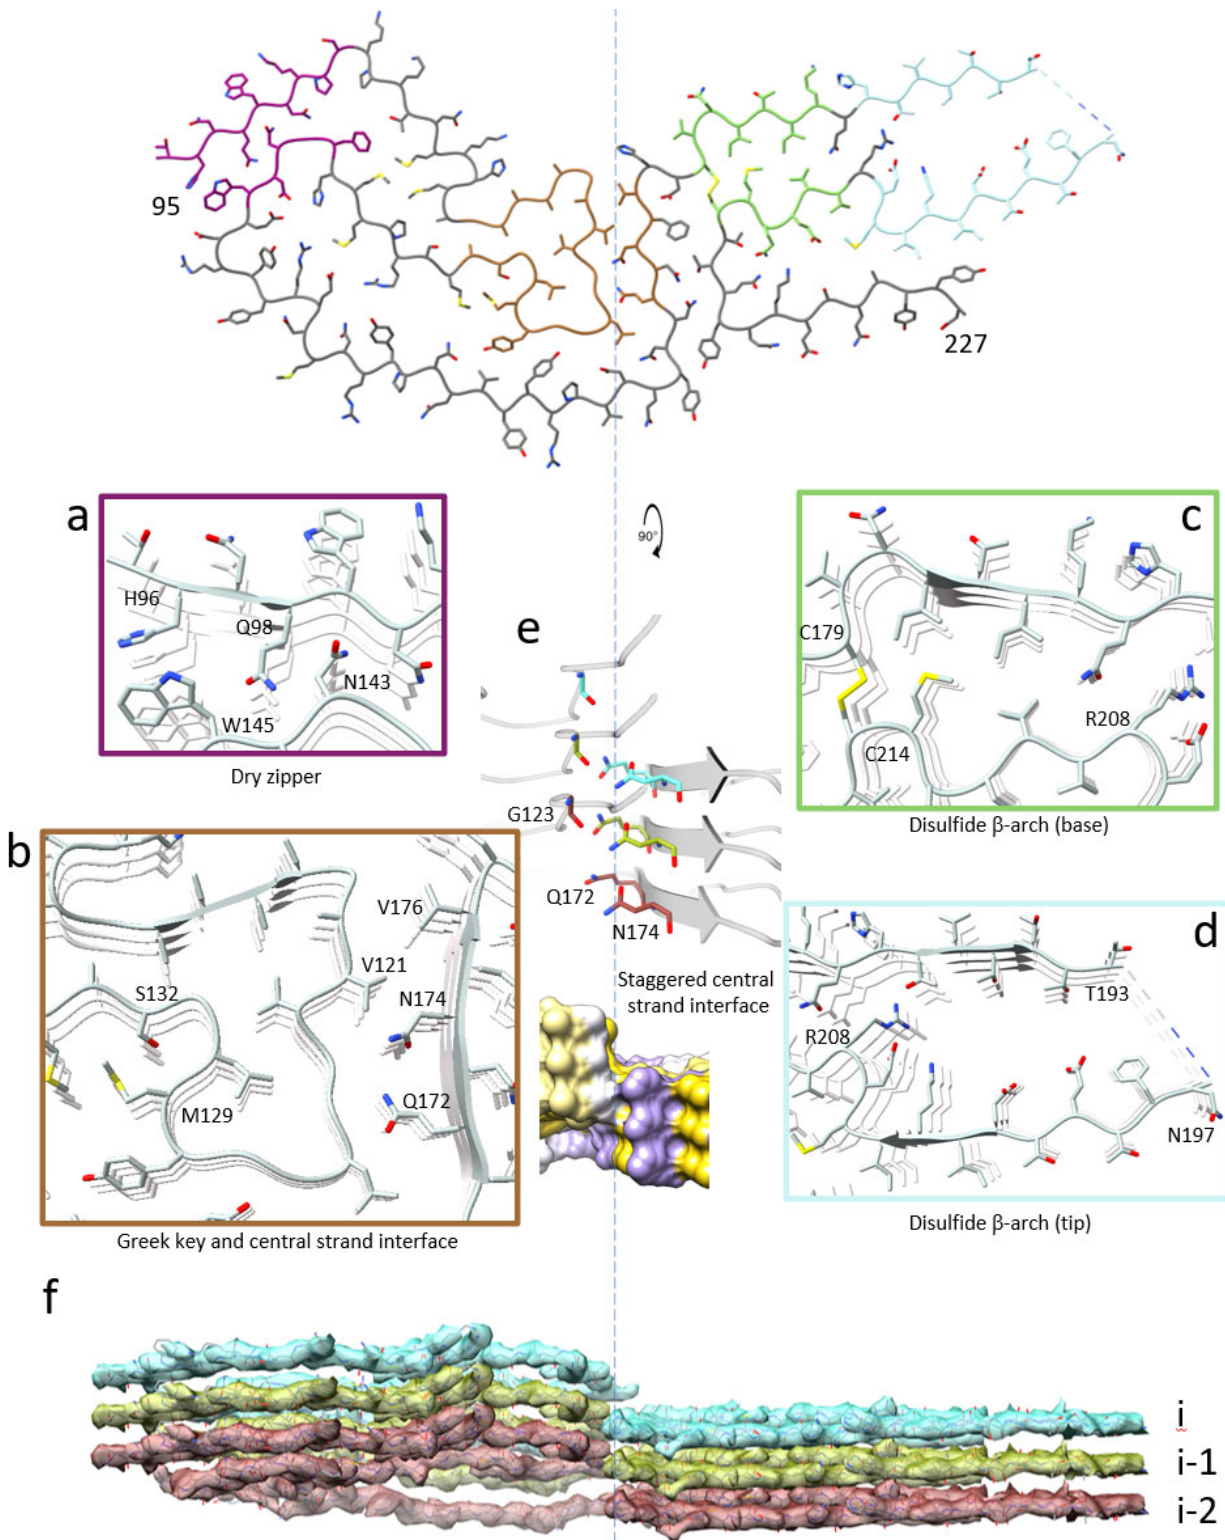 95
227
a
H96
Q98
N143
W145
Dry zipper
90°
c
C179
R208
C214
Disulfide β-arch (base)
e
G123
Q172
N174
Staggered central
strand interface
b
V176
V121
S132
N174
M129
Q172
Greek key and central strand interface
d
T193
R208
N197
Disulfide β-arch (tip)
f
i
i-1
i-2